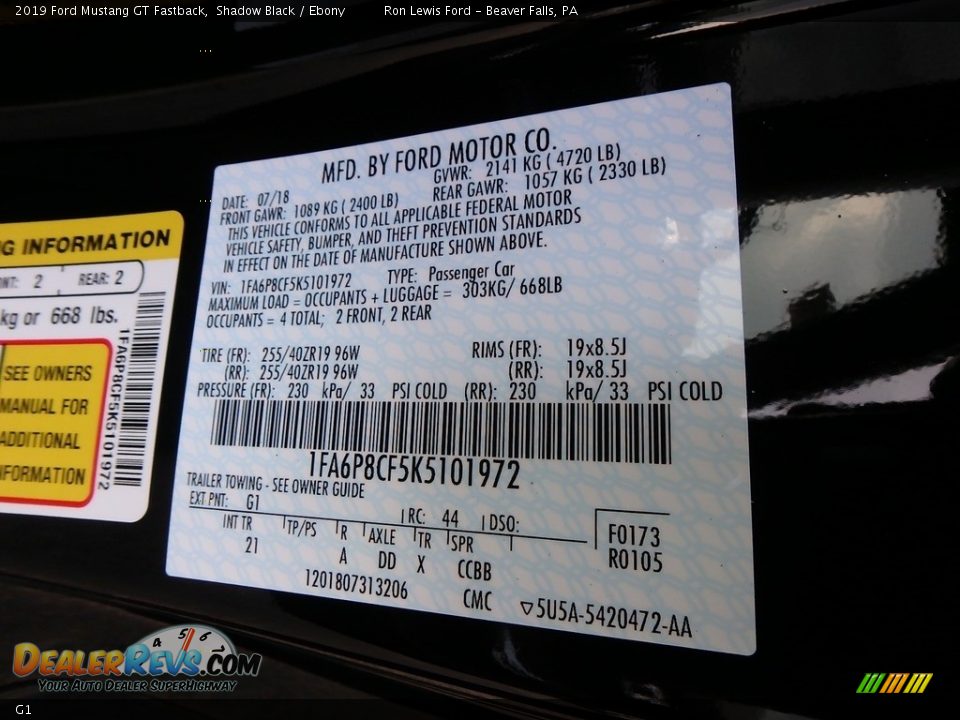 2019 Ford Mustang GT Fastback, Shadow Black / Ebony Ron Lewis Ford - Beaver Falls, PA
...
...
MFD. BY FORD MOTOR CO.
DATE: 07/18 GVWR: 2141 KG ( 4720 LB)
FRONT GAWR: 1089 KG ( 2400 LB) REAR GAWR: 1057 KG ( 2330 LB)
THIS VEHICLE CONFORMS TO ALL APPLICABLE FEDERAL MOTOR
VEHICLE SAFETY, BUMPER, AND THEFT PREVENTION STANDARDS
IN EFFECT ON THE DATE OF MANUFACTURE SHOWN ABOVE.
VIN: 1FA6P8CF5K5101972 TYPE: Passenger Car
MAXIMUM LOAD = OCCUPANTS + LUGGAGE = 303KG/ 668LB
OCCUPANTS = 4 TOTAL; 2 FRONT, 2 REAR
TIRE (FR): 255/40ZR19 96W RIMS (FR): 19x8.5J
(RR): 255/40ZR19 96W (RR): 19x8.5J
PRESSURE (FR): 230 kPa/ 33 PSI COLD (RR): 230 kPa/ 33 PSI COLD
1FA6P8CF5K5101972
TRAILER TOWING - SEE OWNER GUIDE
EXT PNT: G1 RC: 44 DSO:
INT TR TP/PS R AXLE TR SPR
21 A DD X CCBB
F0173
R0105
1201807313206 CMC ▽5U5A-5420472-AA
NG INFORMATION
NT: 2 REAR: 2
kg or 668 lbs.
SEE OWNERS
MANUAL FOR
ADDITIONAL
NFORMATION
1FA6P8CF5K5101972
4 5 6
DEALERREVS.COM
Your Auto Dealer SuperHighway
G1